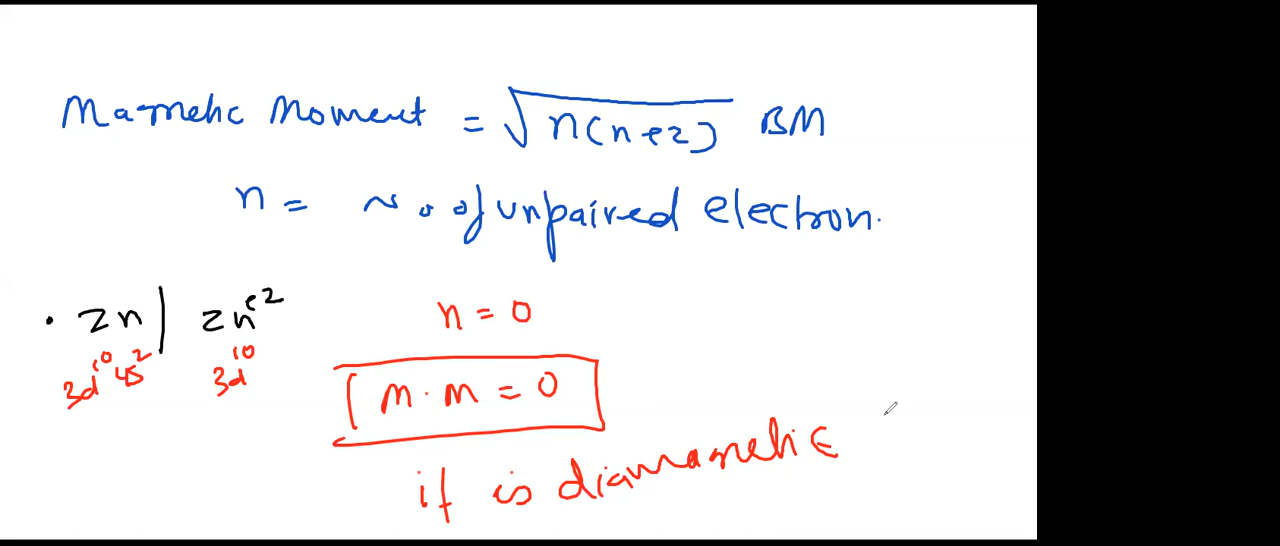 Magnetic Moment = √n(n+2) BM
n = No of unpaired electron.
• Zn | Zn+2 n = 0
3d10 4s2 3d10
M.M = 0
it is diamagnetic